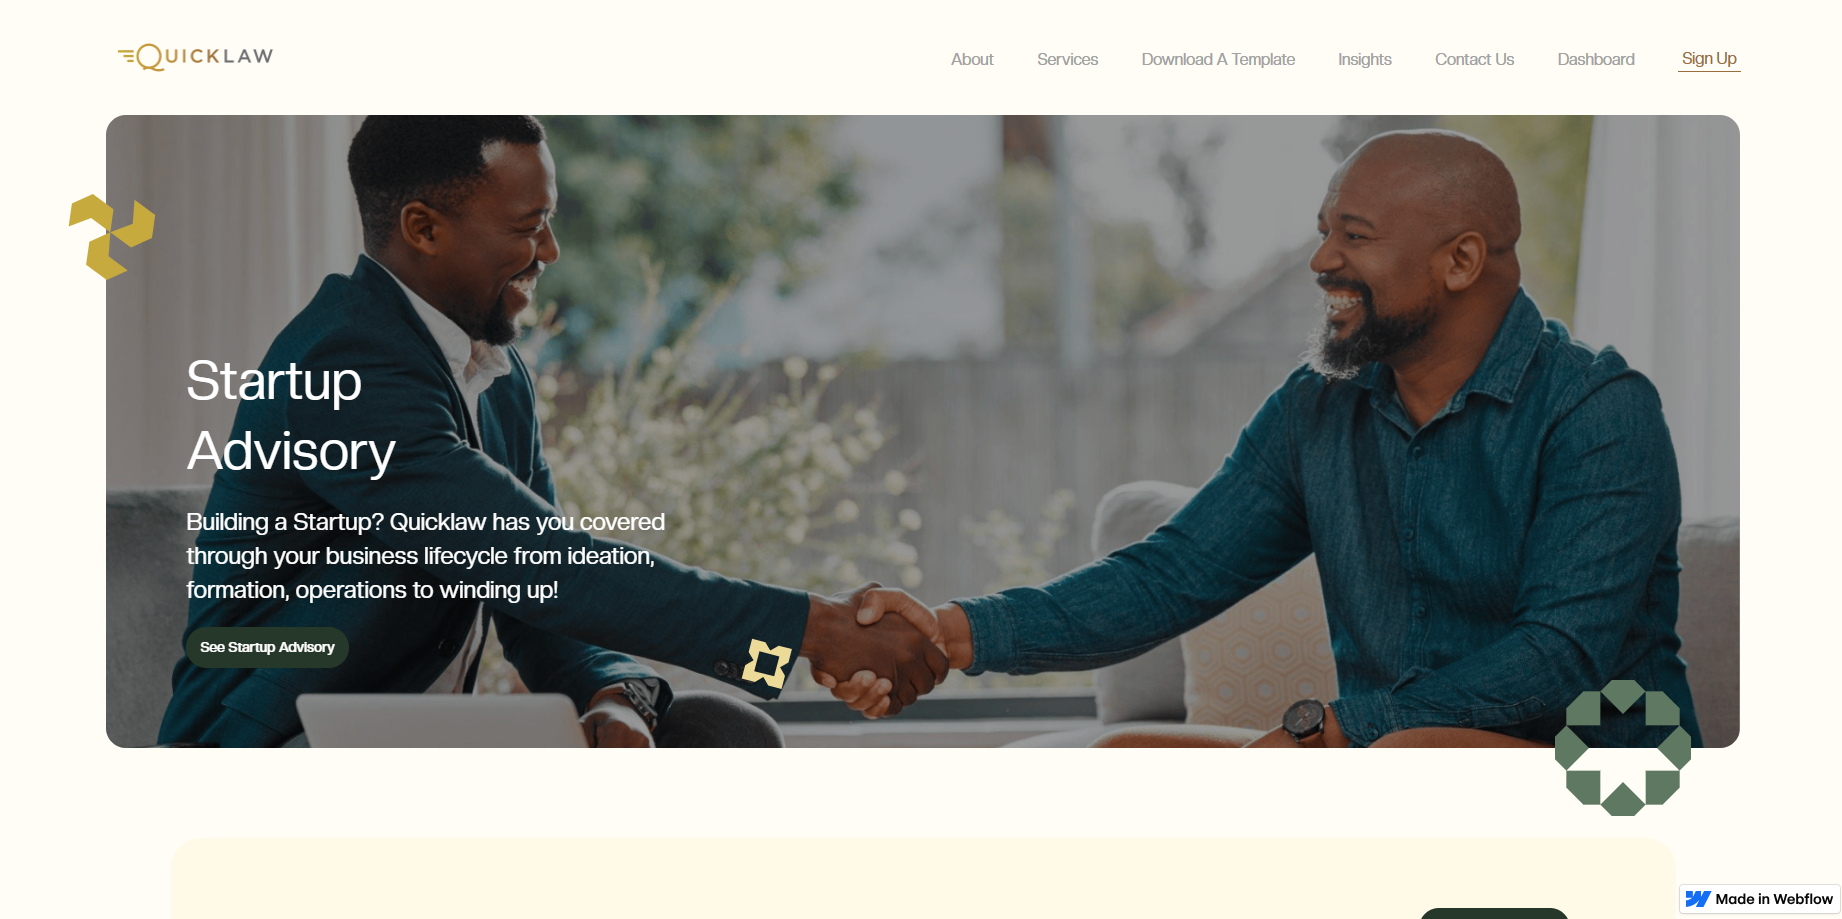 QUICKLAW
About Services Download A Template Insights Contact Us Dashboard Sign Up
Startup
Advisory
Building a Startup? Quicklaw has you covered
through your business lifecycle from ideation,
formation, operations to winding up!
See Startup Advisory
Made in Webflow